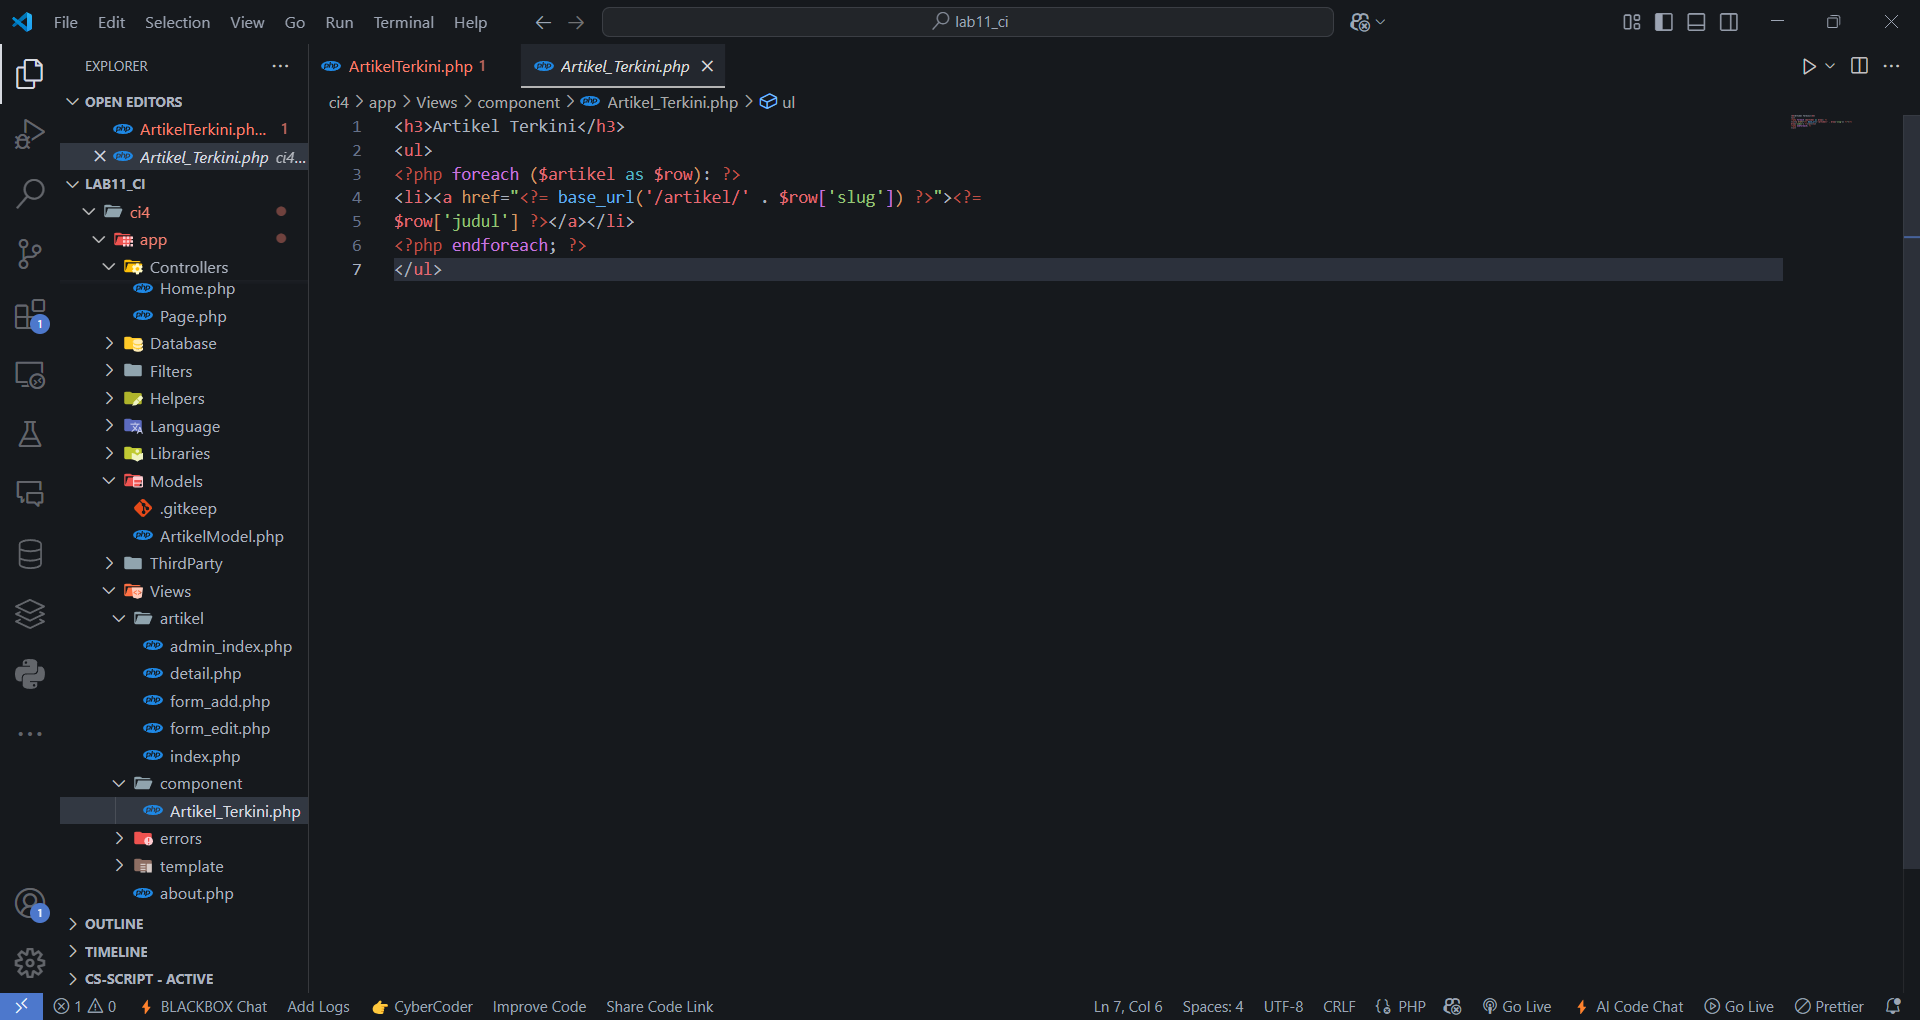 File Edit Selection View Go Run Terminal Help
lab11_ci
EXPLORER
OPEN EDITORS
ArtikelTerkini.ph... 1
Artikel_Terkini.php ci4...
LAB11_CI
ci4
app
Controllers
Home.php
Page.php
Database
Filters
Helpers
Language
Libraries
Models
.gitkeep
ArtikelModel.php
ThirdParty
Views
artikel
admin_index.php
detail.php
form_add.php
form_edit.php
index.php
component
Artikel_Terkini.php
errors
template
about.php
OUTLINE
TIMELINE
CS-SCRIPT - ACTIVE
1
1
ArtikelTerkini.php 1
Artikel_Terkini.php
ci4 > app > Views > component > Artikel_Terkini.php > ul
1 <h3>Artikel Terkini</h3>
2 <ul>
3 <?php foreach ($artikel as $row): ?>
4 <li><a href="<?= base_url('/artikel/' . $row['slug']) ?>"><?=
5 $row['judul'] ?></a></li>
6 <?php endforeach; ?>
7 </ul>
1 0 BLACKBOX Chat Add Logs CyberCoder Improve Code Share Code Link
Ln 7, Col 6 Spaces: 4 UTF-8 CRLF PHP Go Live AI Code Chat Go Live Prettier